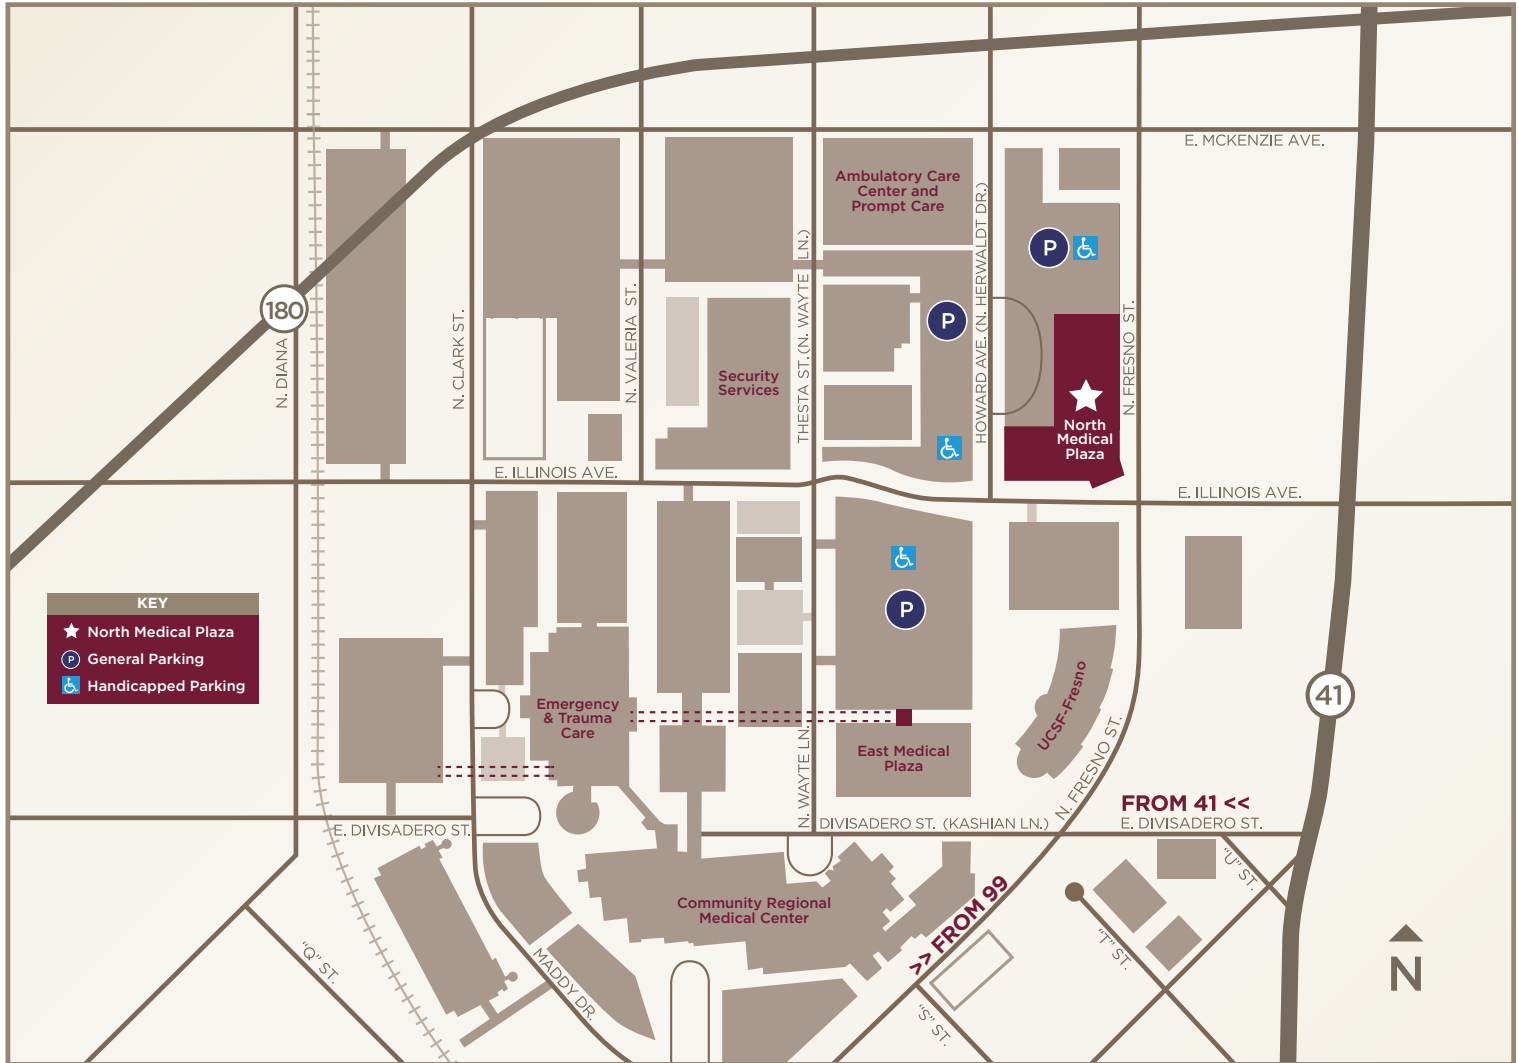 E. MCKENZIE AVE.
Ambulatory Care
Center and
Prompt Care
P
180
N. DIANA
N. CLARK ST.
N. VALERIA ST.
THESTA ST.(N. WAYTE LN.)
HOWARD AVE. (N. HERWALDT DR.)
N. FRESNO ST.
P
Security
Services
North
Medical
Plaza
E. ILLINOIS AVE.
E. ILLINOIS AVE.
KEY
North Medical Plaza
P General Parking
Handicapped Parking
P
Emergency
& Trauma
Care
UCSF-Fresno
41
East Medical
Plaza
N. WAYTE LN.
N. FRESNO ST.
FROM 41 <<
E. DIVISADERO ST.
DIVISADERO ST. (KASHIAN LN.)
E. DIVISADERO ST.
"U" ST.
Community Regional
Medical Center
>> FROM 99
"Q" ST.
MADDY DR.
"T" ST.
"S" ST.
N